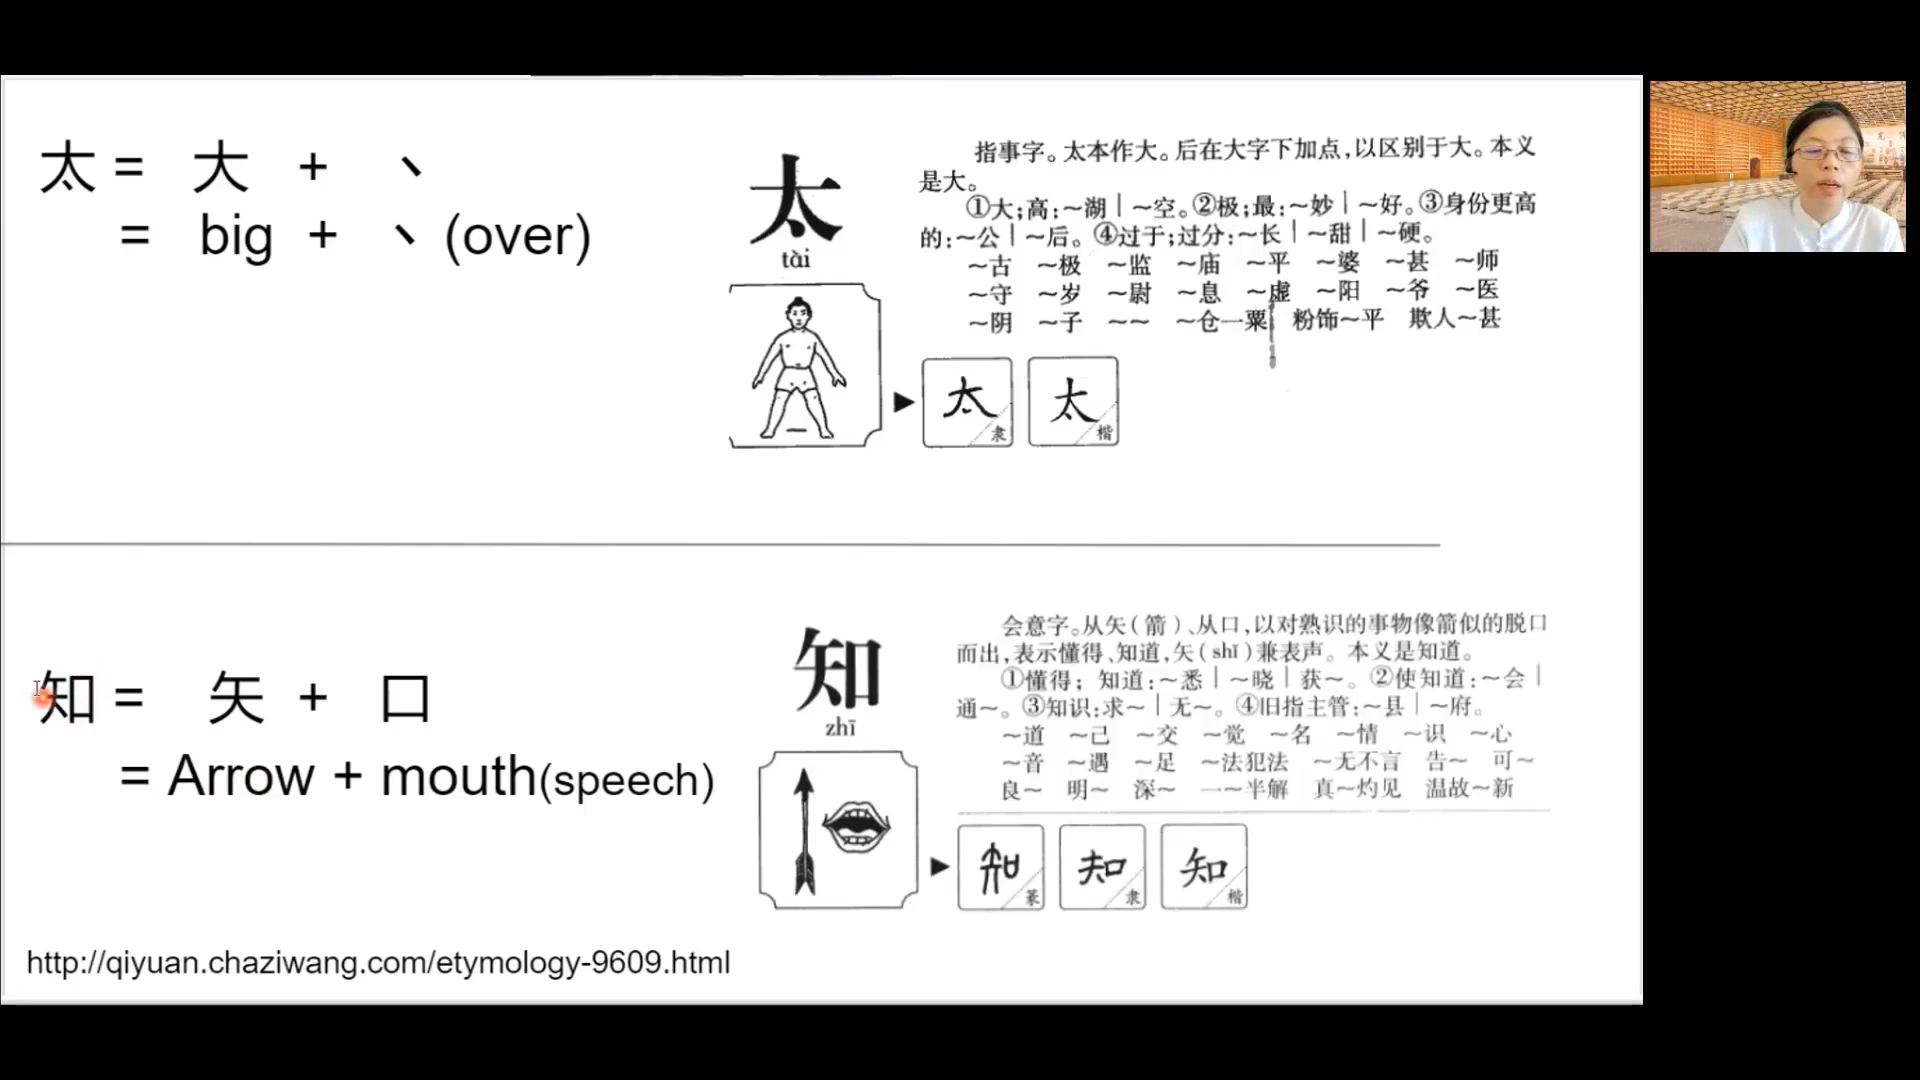 太 = 大 + 丶
= big + 丶 (over)
太
tài
指事字。太本作大。后在大字下加点，以区别于大。本义
是大。
①大；高：～湖｜～空。②极；最：～妙｜～好。③身份更高
的：～公｜～后。④过于；过分：～长｜～甜｜～硬。
～古 ～极 ～监 ～庙 ～平 ～婆 ～甚 ～师
～守 ～岁 ～尉 ～息 ～虚 ～阳 ～爷 ～医
～阴 ～子 ～～ ～仓一粟 粉饰～平 欺人～甚
太 隶 太 楷
知 = 矢 + 口
= Arrow + mouth(speech)
知
zhī
会意字。从矢（箭）、从口，以对熟识的事物像箭似的脱口
而出，表示懂得、知道，矢（shǐ）兼表声。本义是知道。
①懂得；知道：～悉｜～晓｜获～。②使知道：～会｜
通～。③知识：求～｜无～。④旧指主管：～县｜～府。
～道 ～己 ～交 ～觉 ～名 ～情 ～识 ～心
～音 ～遇 ～足 ～法犯法 ～无不言 告～ 可～
良～ 明～ 深～ 一～半解 真～灼见 温故～新
知 篆 知 隶 知 楷
http://qiyuan.chaziwang.com/etymology-9609.html